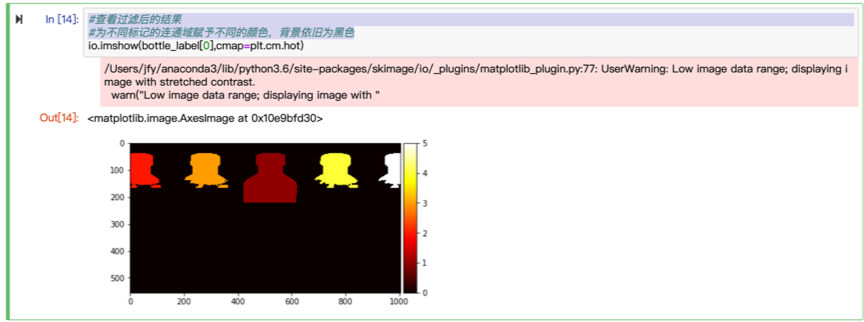 In [14]:
#查看过滤后的结果
#为不同标记的连通域赋予不同的颜色，背景依旧为黑色
io.imshow(bottle_label[0],cmap=plt.cm.hot)
/Users/jfy/anaconda3/lib/python3.6/site-packages/skimage/io/_plugins/matplotlib_plugin.py:77: UserWarning: Low image data range; displaying i
mage with stretched contrast.
warn("Low image data range; displaying image with "
Out[14]:
<matplotlib.image.AxesImage at 0x10e9bfd30>
0
100
200
300
400
500
0 200 400 600 800 1000
5
4
3
2
1
0